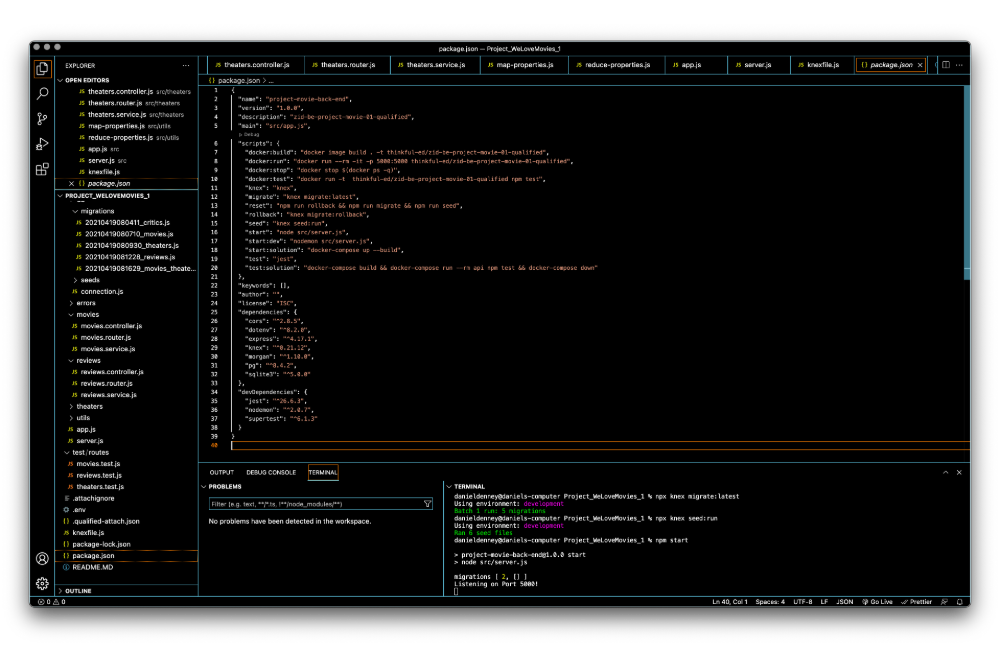 package.json — Project_WeLoveMovies_1
EXPLORER ...
OPEN EDITORS
JS theaters.controller.js src/theaters
JS theaters.router.js src/theaters
JS theaters.service.js src/theaters
JS map-properties.js src/utils
JS reduce-properties.js src/utils
JS app.js src
JS server.js src
JS knexfile.js
{} package.json
PROJECT_WELOVEMOVIES_1
migrations
JS 20210419080411_critics.js
JS 20210419080710_movies.js
JS 20210419080930_theaters.js
JS 20210419081228_reviews.js
JS 20210419081629_movies_theate...
seeds
JS connection.js
errors
movies
JS movies.controller.js
JS movies.router.js
JS movies.service.js
reviews
JS reviews.controller.js
JS reviews.router.js
JS reviews.service.js
theaters
utils
JS app.js
JS server.js
test/routes
JS movies.test.js
JS reviews.test.js
JS theaters.test.js
.attachignore
.env
{} .qualified-attach.json
JS knexfile.js
{} package-lock.json
{} package.json
README.MD
OUTLINE
JS theaters.controller.js JS theaters.router.js JS theaters.service.js JS map-properties.js JS reduce-properties.js JS app.js JS server.js JS knexfile.js {} package.json
{} package.json > ...
1 {
2 "name": "project-movie-back-end",
3 "version": "1.0.0",
4 "description": "zid-be-project-movie-01-qualified",
5 "main": "src/app.js",
Debug
6 "scripts": {
7 "docker:build": "docker image build . -t thinkful-ed/zid-be-project-movie-01-qualified",
8 "docker:run": "docker run --rm -it -p 5000:5000 thinkful-ed/zid-be-project-movie-01-qualified",
9 "docker:stop": "docker stop $(docker ps -q)",
10 "docker:test": "docker run -t  thinkful-ed/zid-be-project-movie-01-qualified npm test",
11 "knex": "knex",
12 "migrate": "knex migrate:latest",
13 "reset": "npm run rollback && npm run migrate && npm run seed",
14 "rollback": "knex migrate:rollback",
15 "seed": "knex seed:run",
16 "start": "node src/server.js",
17 "start:dev": "nodemon src/server.js",
18 "start:solution": "docker-compose up --build",
19 "test": "jest",
20 "test:solution": "docker-compose build && docker-compose run --rm api npm test && docker-compose down"
21 },
22 "keywords": [],
23 "author": "",
24 "license": "ISC",
25 "dependencies": {
26 "cors": "^2.8.5",
27 "dotenv": "^8.2.0",
28 "express": "^4.17.1",
29 "knex": "^0.21.12",
30 "morgan": "^1.10.0",
31 "pg": "^8.4.2",
32 "sqlite3": "^5.0.0"
33 },
34 "devDependencies": {
35 "jest": "^26.6.3",
36 "nodemon": "^2.0.7",
37 "supertest": "^6.1.3"
38 }
39 }
40
OUTPUT DEBUG CONSOLE TERMINAL
PROBLEMS
Filter (e.g. text, **/*.ts, !**/node_modules/**)
No problems have been detected in the workspace.
TERMINAL
danieldenney@daniels-computer Project_WeLoveMovies_1 % npx knex migrate:latest
Using environment: development
Batch 1 run: 5 migrations
danieldenney@daniels-computer Project_WeLoveMovies_1 % npx knex seed:run
Using environment: development
Ran 6 seed files
danieldenney@daniels-computer Project_WeLoveMovies_1 % npm start
> project-movie-back-end@1.0.0 start
> node src/server.js
migrations [ 2, [] ]
Listening on Port 5000!
0 0 Ln 40, Col 1 Spaces: 4 UTF-8 LF JSON Go Live Prettier